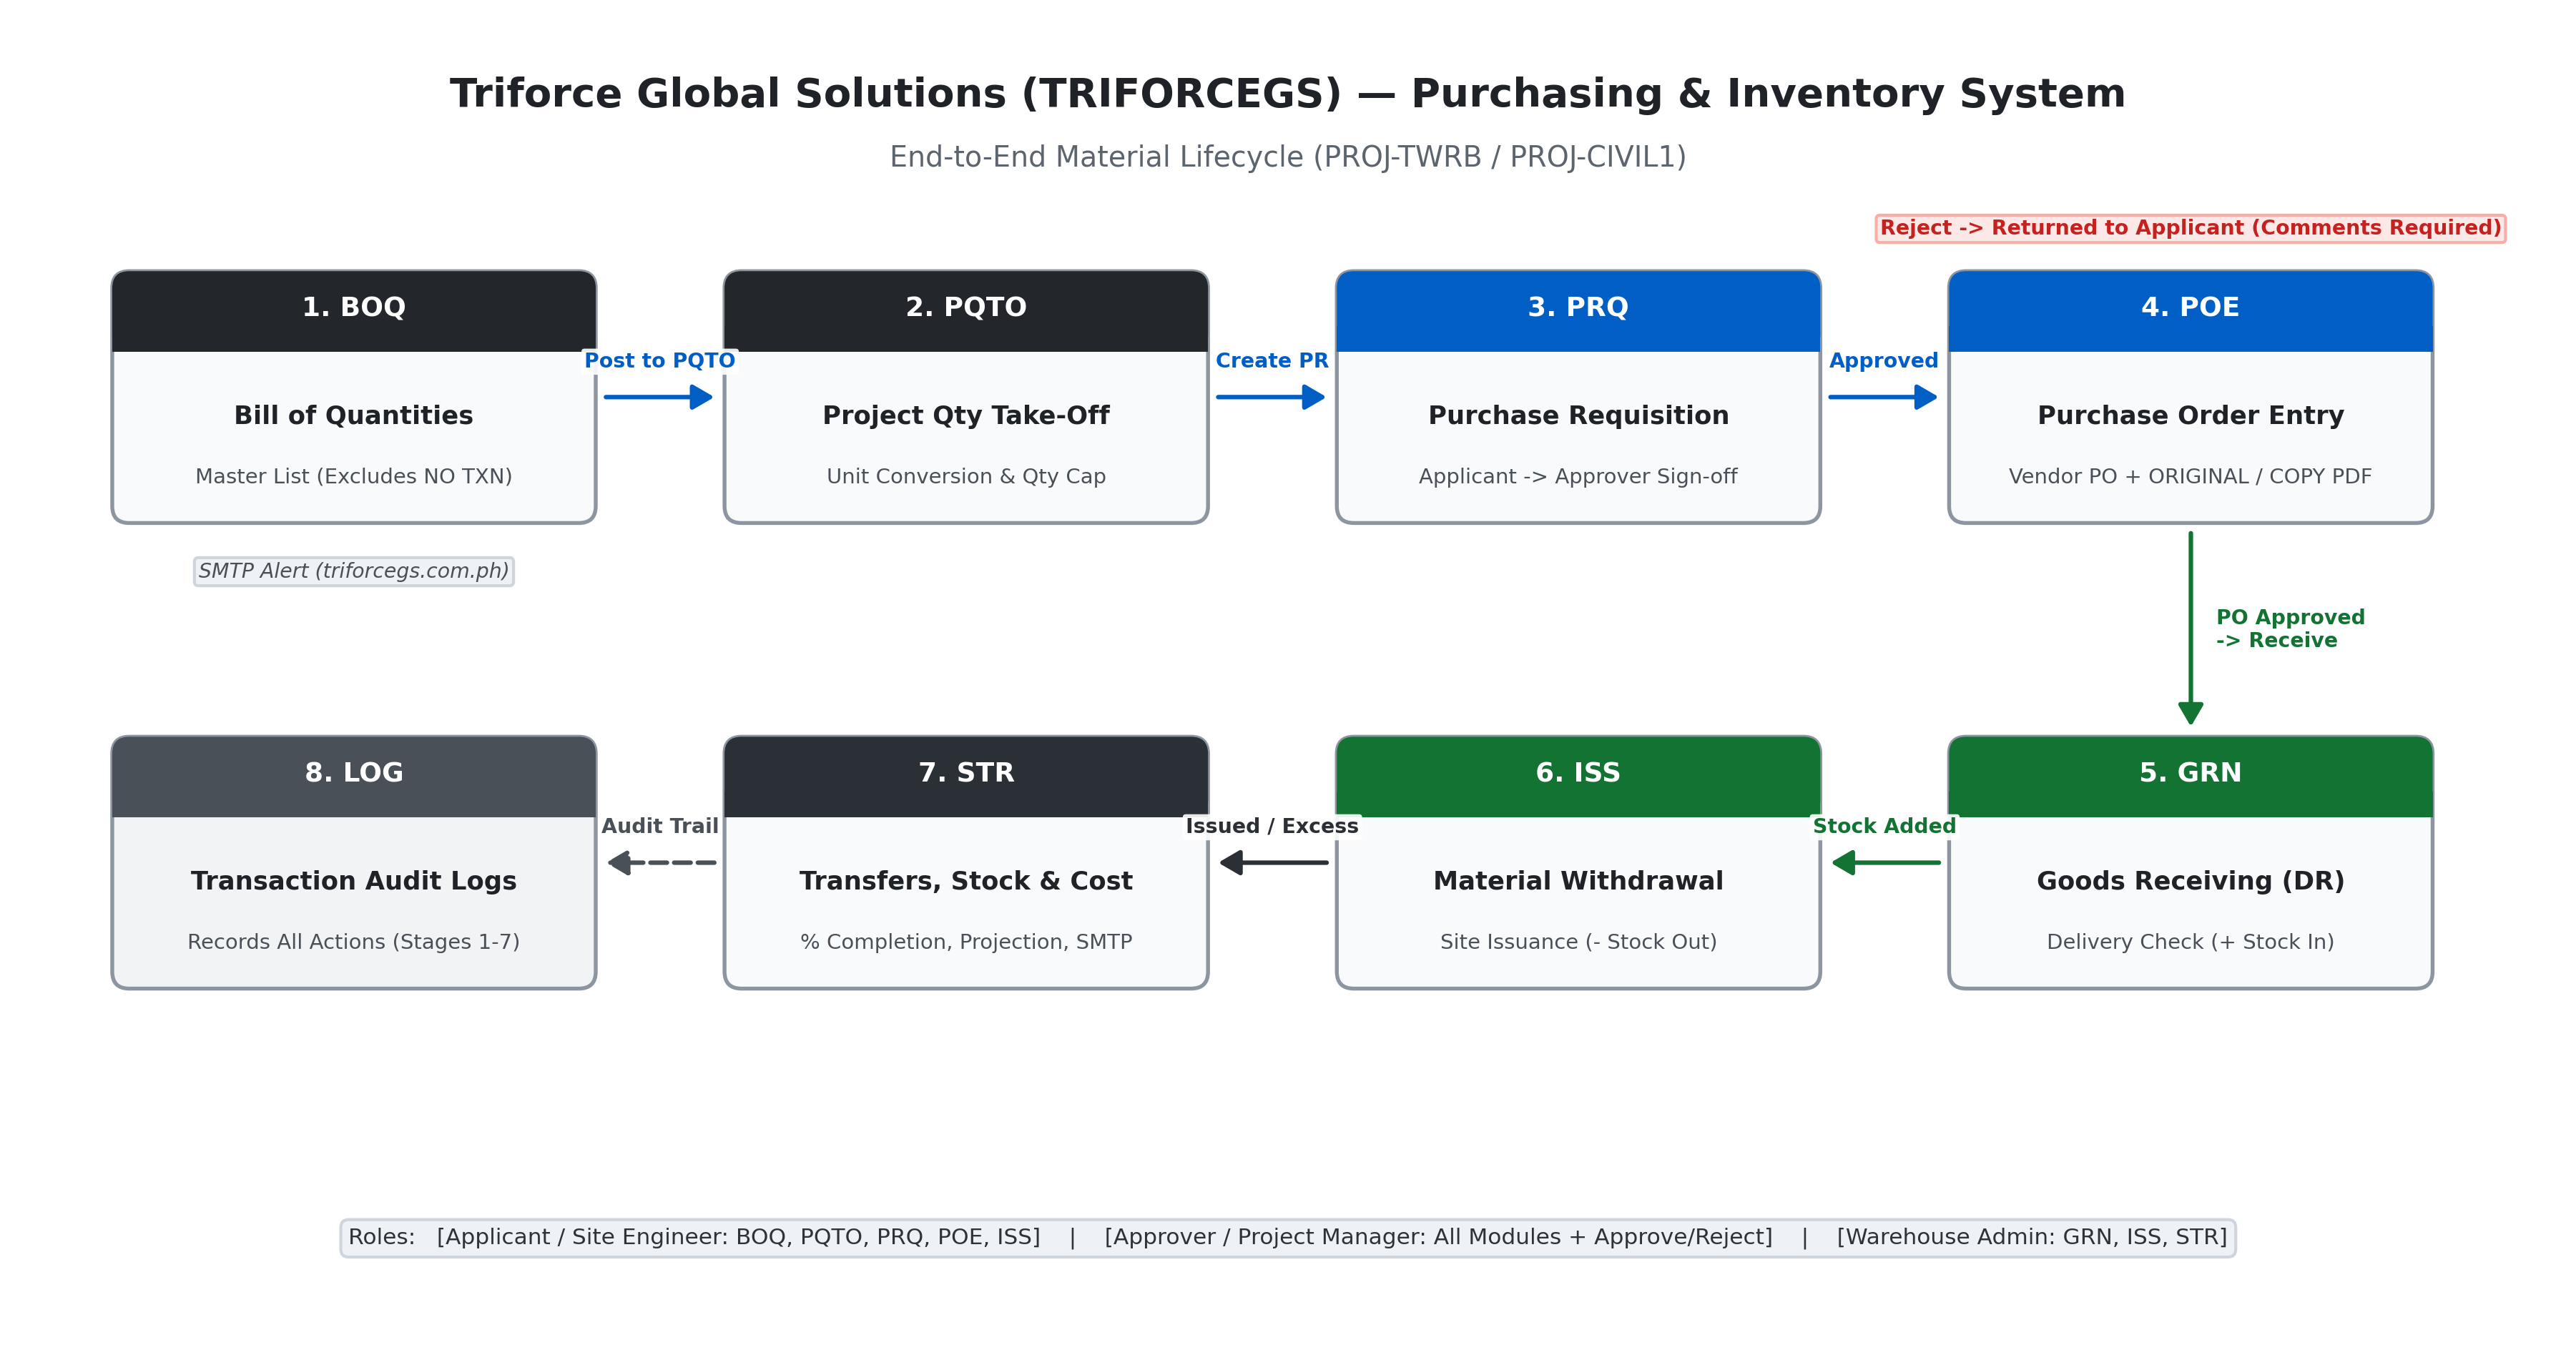 Triforce Global Solutions (TRIFORCEGS) — Purchasing & Inventory System
End-to-End Material Lifecycle (PROJ-TWRB / PROJ-CIVIL1)
Reject -> Returned to Applicant (Comments Required)
1. BOQ
Bill of Quantities
Master List (Excludes NO TXN)
SMTP Alert (triforcegs.com.ph)
Post to PQTO
2. PQTO
Project Qty Take-Off
Unit Conversion & Qty Cap
Create PR
3. PRQ
Purchase Requisition
Applicant -> Approver Sign-off
Approved
4. POE
Purchase Order Entry
Vendor PO + ORIGINAL / COPY PDF
PO Approved
-> Receive
5. GRN
Goods Receiving (DR)
Delivery Check (+ Stock In)
Stock Added
6. ISS
Material Withdrawal
Site Issuance (- Stock Out)
Issued / Excess
7. STR
Transfers, Stock & Cost
% Completion, Projection, SMTP
Audit Trail
8. LOG
Transaction Audit Logs
Records All Actions (Stages 1-7)
Roles: [Applicant / Site Engineer: BOQ, PQTO, PRQ, POE, ISS] | [Approver / Project Manager: All Modules + Approve/Reject] | [Warehouse Admin: GRN, ISS, STR]